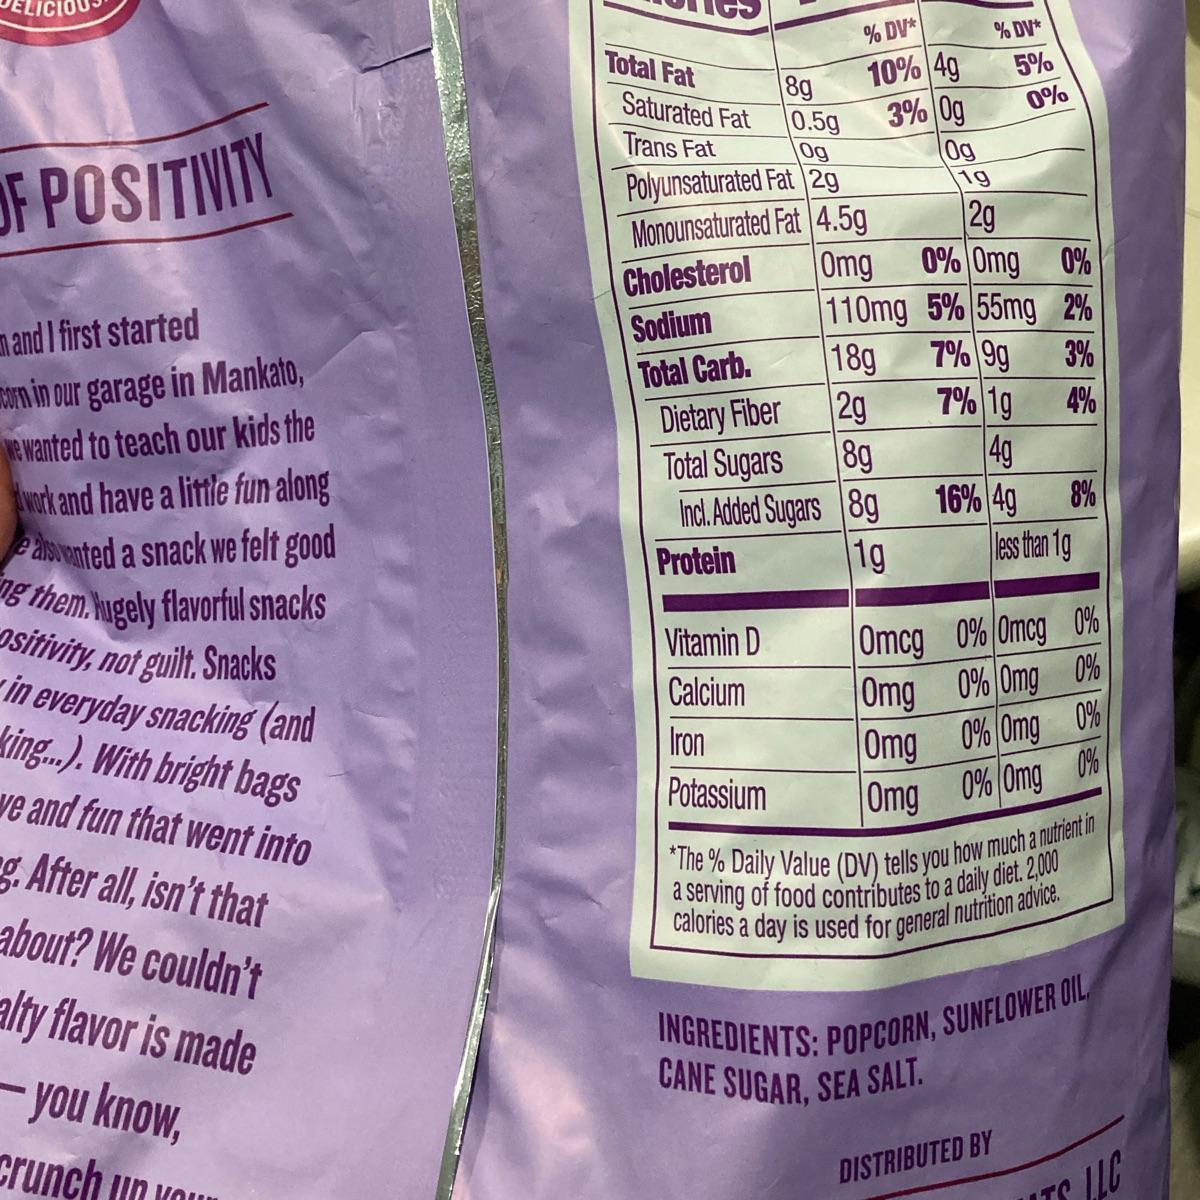 DELICIOUS
OF POSITIVITY
and I first started
in our garage in Mankato,
we wanted to teach our kids the
work and have a little fun along
also wanted a snack we felt good
them. Hugely flavorful snacks
not guilt. Snacks
in everyday snacking (and
With bright bags
and fun that went into
After all, isn't that
about? We couldn't
flavor is made
— you know,
crunch up
% DV* % DV*
Total Fat 8g 10% 4g 5%
Saturated Fat 0.5g 3% 0g 0%
Trans Fat 0g 0g
Polyunsaturated Fat 2g 1g
Monounsaturated Fat 4.5g 2g
Cholesterol 0mg 0% 0mg 0%
Sodium 110mg 5% 55mg 2%
Total Carb. 18g 7% 9g 3%
Dietary Fiber 2g 7% 1g 4%
Total Sugars 8g 4g
Incl. Added Sugars 8g 16% 4g 8%
Protein 1g less than 1g
Vitamin D 0mcg 0% 0mcg 0%
Calcium 0mg 0% 0mg 0%
Iron 0mg 0% 0mg 0%
Potassium 0mg 0% 0mg 0%
*The % Daily Value (DV) tells you how much a nutrient in
a serving of food contributes to a daily diet. 2,000
calories a day is used for general nutrition advice.
INGREDIENTS: POPCORN, SUNFLOWER OIL,
CANE SUGAR, SEA SALT.
DISTRIBUTED BY
LLC